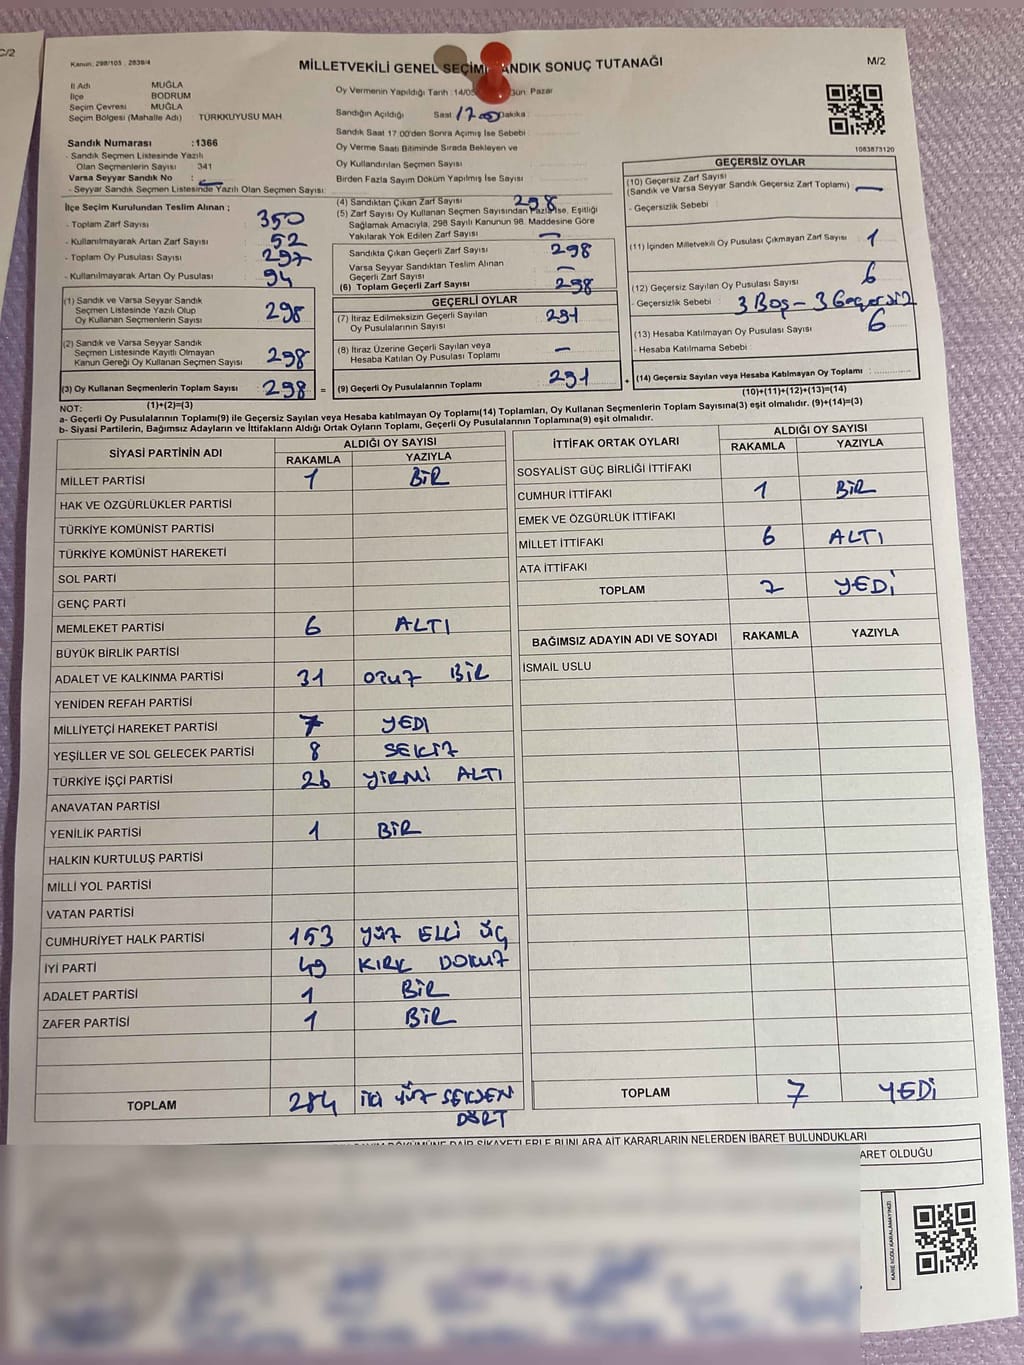 C/2
Kanun: 298/105 , 2839/4
MİLLETVEKİLİ GENEL SEÇİMİ SANDIK SONUÇ TUTANAĞI
M/2
İl Adı MUĞLA
İlçe BODRUM
Seçim Çevresi MUĞLA
Seçim Bölgesi (Mahalle Adı) TÜRKKUYUSU MAH
Sandık Numarası :1366
- Sandık Seçmen Listesinde Yazılı
Olan Seçmenlerin Sayısı 341
Varsa Seyyar Sandık No :
- Seyyar Sandık Seçmen Listesinde Yazılı Olan Seçmen Sayısı:
Oy Vermenin Yapıldığı Tarih :14/05 Gün: Pazar
Sandığın Açıldığı Saat 17 00 Dakika
Sandık Saat 17.00'den Sonra Açımış İse Sebebi
Oy Verme Saati Bitiminde Sırada Bekleyen ve
Oy Kullandırılan Seçmen Sayısı
Birden Fazla Sayım Döküm Yapılmış İse Sayısı
1083873120
İlçe Seçim Kurulundan Teslim Alınan ;
- Toplam Zarf Sayısı 350
- Kullanılmayarak Artan Zarf Sayısı 52
- Toplam Oy Pusulası Sayısı 297
- Kullanılmayarak Artan Oy Pusulası 94
(1) Sandık ve Varsa Seyyar Sandık
Seçmen Listesinde Yazılı Olup
Oy Kullanan Seçmenlerin Sayısı 298
(2) Sandık ve Varsa Seyyar Sandık
Seçmen Listesinde Kayıtlı Olmayan
Kanun Gereği Oy Kullanan Seçmen Sayısı 298
(3) Oy Kullanan Seçmenlerin Toplam Sayısı 298 =
(1)+(2)=(3)
(4) Sandıktan Çıkan Zarf Sayısı 298
(5) Zarf Sayısı Oy Kullanan Seçmen Sayısından Fazla İse, Eşitliği
Sağlamak Amacıyla, 298 Sayılı Kanunun 98. Maddesine Göre
Yakılarak Yok Edilen Zarf Sayısı —
Sandıkta Çıkan Geçerli Zarf Sayısı 298
Varsa Seyyar Sandıktan Teslim Alınan
Geçerli Zarf Sayısı —
(6) Toplam Geçerli Zarf Sayısı 298
GEÇERLİ OYLAR
(7) İtiraz Edilmeksizin Geçerli Sayılan
Oy Pusulalarının Sayısı 291
(8) İtiraz Üzerine Geçerli Sayılan veya
Hesaba Katılan Oy Pusulası Toplamı —
(9) Geçerli Oy Pusulalarının Toplamı 291 +
GEÇERSİZ OYLAR
(10) Geçersiz Zarf Sayısı
(Sandık ve Varsa Seyyar Sandık Geçersiz Zarf Toplamı) —
- Geçersizlik Sebebi :
(11) İçinden Milletvekili Oy Pusulası Çıkmayan Zarf Sayısı 1
(12) Geçersiz Sayılan Oy Pusulası Sayısı 6
- Geçersizlik Sebebi : 3 Boş - 3 Geçersiz
(13) Hesaba Katılmayan Oy Pusulası Sayısı 6
- Hesaba Katılmama Sebebi :
(14) Geçersiz Sayılan veya Hesaba Katılmayan Oy Toplamı :
(10)+(11)+(12)+(13)=(14)
NOT:
a- Geçerli Oy Pusulalarının Toplamı(9) ile Geçersiz Sayılan veya Hesaba katılmayan Oy Toplamı(14) Toplamları, Oy Kullanan Seçmenlerin Toplam Sayısına(3) eşit olmalıdır. (9)+(14)=(3)
b- Siyasi Partilerin, Bağımsız Adayların ve İttifakların Aldığı Ortak Oyların Toplamı, Geçerli Oy Pusulalarının Toplamına(9) eşit olmalıdır.
SİYASİ PARTİNİN ADI ALDIĞI OY SAYISI
RAKAMLA YAZIYLA
MİLLET PARTİSİ 1 BİR
HAK VE ÖZGÜRLÜKLER PARTİSİ
TÜRKİYE KOMÜNİST PARTİSİ
TÜRKİYE KOMÜNİST HAREKETİ
SOL PARTİ
GENÇ PARTİ
MEMLEKET PARTİSİ 6 ALTI
BÜYÜK BİRLİK PARTİSİ
ADALET VE KALKINMA PARTİSİ 31 OTUZ BİR
YENİDEN REFAH PARTİSİ
MİLLİYETÇİ HAREKET PARTİSİ 7 YEDI
YEŞİLLER VE SOL GELECEK PARTİSİ 8 SEKİZ
TÜRKİYE İŞÇİ PARTİSİ 26 YİRMİ ALTI
ANAVATAN PARTİSİ
YENİLİK PARTİSİ 1 BİR
HALKIN KURTULUŞ PARTİSİ
MİLLİ YOL PARTİSİ
VATAN PARTİSİ
CUMHURİYET HALK PARTİSİ 153 YÜZ ELLİ ÜÇ
İYİ PARTİ 49 KIRK DOKUZ
ADALET PARTİSİ 1 BİR
ZAFER PARTİSİ 1 BİR
TOPLAM 284 İKİ YÜZ SEKSEN
DÖRT
İTTİFAK ORTAK OYLARI ALDIĞI OY SAYISI
RAKAMLA YAZIYLA
SOSYALİST GÜÇ BİRLİĞİ İTTİFAKI
CUMHUR İTTİFAKI 1 BİR
EMEK VE ÖZGÜRLÜK İTTİFAKI
MİLLET İTTİFAKI 6 ALTI
ATA İTTİFAKI
TOPLAM 7 YEDİ
BAĞIMSIZ ADAYIN ADI VE SOYADI RAKAMLA YAZIYLA
İSMAİL USLU
TOPLAM 7 YEDİ
DÖKÜMÜNE DAİR ŞİKAYETLERLE BUNLARA AİT KARARLARIN NELERDEN İBARET BULUNDUKLARI
ARET OLDUĞU
KARE KODU KARALAMAYINIZ!